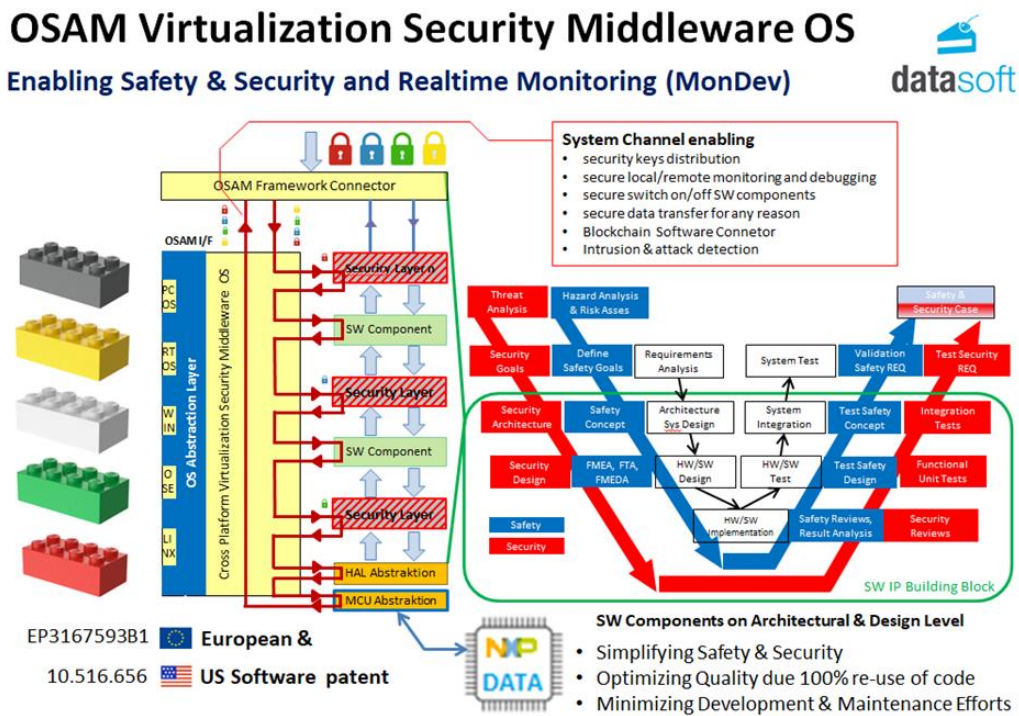 OSAM Virtualization Security Middleware OS
Enabling Safety & Security and Realtime Monitoring (MonDev)
datasoft
System Channel enabling
• security keys distribution
• secure local/remote monitoring and debugging
• secure switch on/off SW components
• secure data transfer for any reason
• Blockchain Software Connetor
• Intrusion & attack detection
OSAM Framework Connector
OSAM I/F
PC
OS
RT
OS
W
IN
O
SE
LI
NX
OS Abstraction Layer
Cross Platform Virtualization Security Middleware OS
Security Layer n
SW Component
Security Layer
SW Component
Security Layer
HAL Abstraktion
MCU Abstraktion
Threat
Analysis
Hazard Analysis
& Risk Asses
Safety &
Security Case
Security
Goals
Define
Safety Goals
Requirements
Analysis
System Test
Validation
Safety REQ
Test Security
REQ
Security
Architecture
Safety
Concept
Architecture
Sys Design
System
Integration
Test Safety
Concept
Integration
Tests
Security
Design
FMEA, FTA,
FMEDA
HW/SW
Design
HW/SW
Test
Test Safety
Design
Functional
Unit Tests
Safety
Security
HW/SW
Implementation
Safety Reviews,
Result Analysis
Security
Reviews
SW IP Building Block
EP3167593B1
European &
10.516.656
US Software patent
NXP
DATA
SW Components on Architectural & Design Level
• Simplifying Safety & Security
• Optimizing Quality due 100% re-use of code
• Minimizing Development & Maintenance Efforts